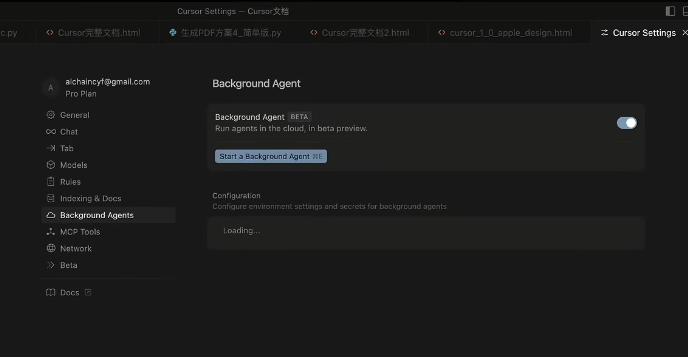 Cursor Settings — Cursor文档
c.py
Cursor完整文档.html
生成PDF方案4_简单版.py
Cursor完整文档2.html
cursor_1_0_apple_design.html
Cursor Settings
A
alchaincyf@gmail.com
Pro Plan
General
Chat
Tab
Models
Rules
Indexing & Docs
Background Agents
MCP Tools
Network
Beta
Docs
Background Agent
Background Agent BETA
Run agents in the cloud, in beta preview.
Start a Background Agent ⌘E
Configuration
Configure environment settings and secrets for background agents
Loading...